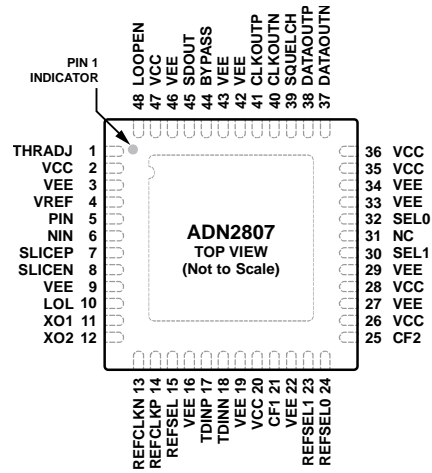 PIN 1
INDICATOR
48 LOOPEN
47 VCC
46 VEE
45 SDOUT
44 BYPASS
43 VEE
42 VEE
41 CLKOUTP
40 CLKOUTN
39 SQUELCH
38 DATAOUTP
37 DATAOUTN
THRADJ 1
VCC 2
VEE 3
VREF 4
PIN 5
NIN 6
SLICEP 7
SLICEN 8
VEE 9
LOL 10
XO1 11
XO2 12
ADN2807
TOP VIEW
(Not to Scale)
36 VCC
35 VCC
34 VEE
33 VEE
32 SEL0
31 NC
30 SEL1
29 VEE
28 VCC
27 VEE
26 VCC
25 CF2
REFCLKN 13
REFCLKP 14
REFSEL 15
VEE 16
TDINP 17
TDINN 18
VEE 19
VCC 20
CF1 21
VEE 22
REFSEL1 23
REFSEL0 24